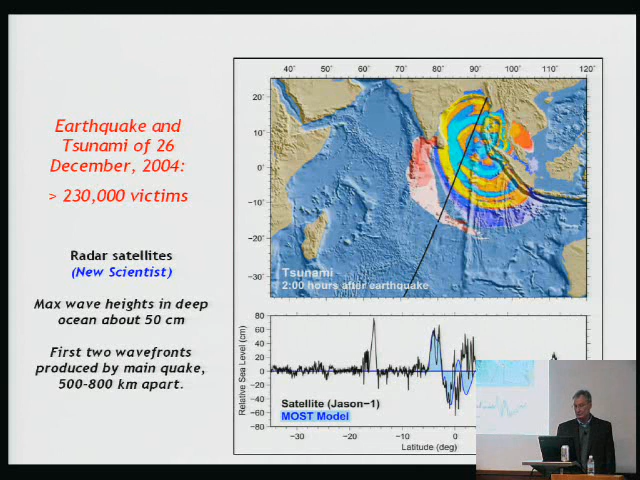 Earthquake and
Tsunami of 26
December, 2004:
> 230,000 victims
Radar satellites
(New Scientist)
Max wave heights in deep
ocean about 50 cm
First two wavefronts
produced by main quake,
500-800 km apart.
40° 50° 60° 70° 80° 90° 100° 110° 120°
20°
10°
0°
−10°
−20°
−30°
Tsunami
2:00 hours after earthquake
80
60
40
20
0
−20
−40
−60
−80
Relative Sea Level (cm)
Satellite (Jason−1)
MOST Model
−30 −20 −10 0
Latitude (deg)